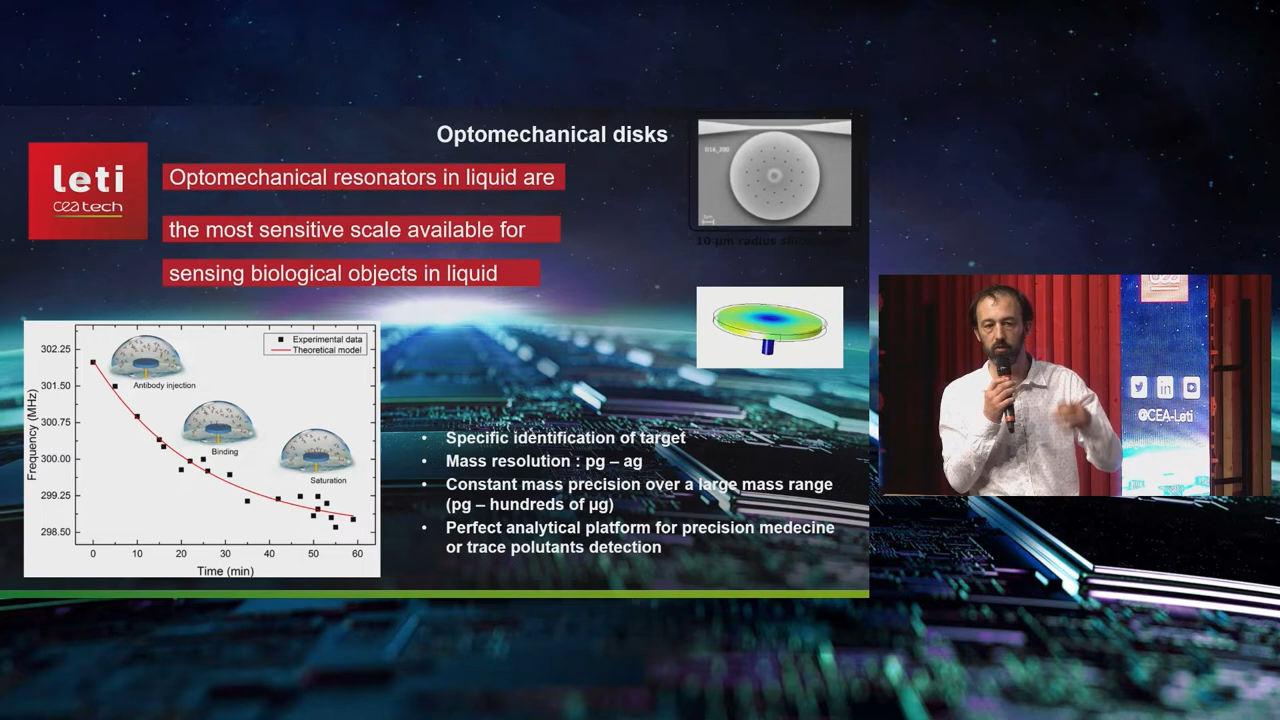 Optomechanical disks
leti
cea tech
Optomechanical resonators in liquid are
the most sensitive scale available for
sensing biological objects in liquid
10-µm radius silicon
302.25
301.50
300.75
300.00
299.25
298.50
Frequency (MHz)
Experimental data
Theoretical model
Antibody injection
Binding
Saturation
0 10 20 30 40 50 60
Time (min)
• Specific identification of target
• Mass resolution : pg – ag
• Constant mass precision over a large mass range
(pg – hundreds of µg)
• Perfect analytical platform for precision medecine
or trace polutants detection
cea
in
@CEA-Leti